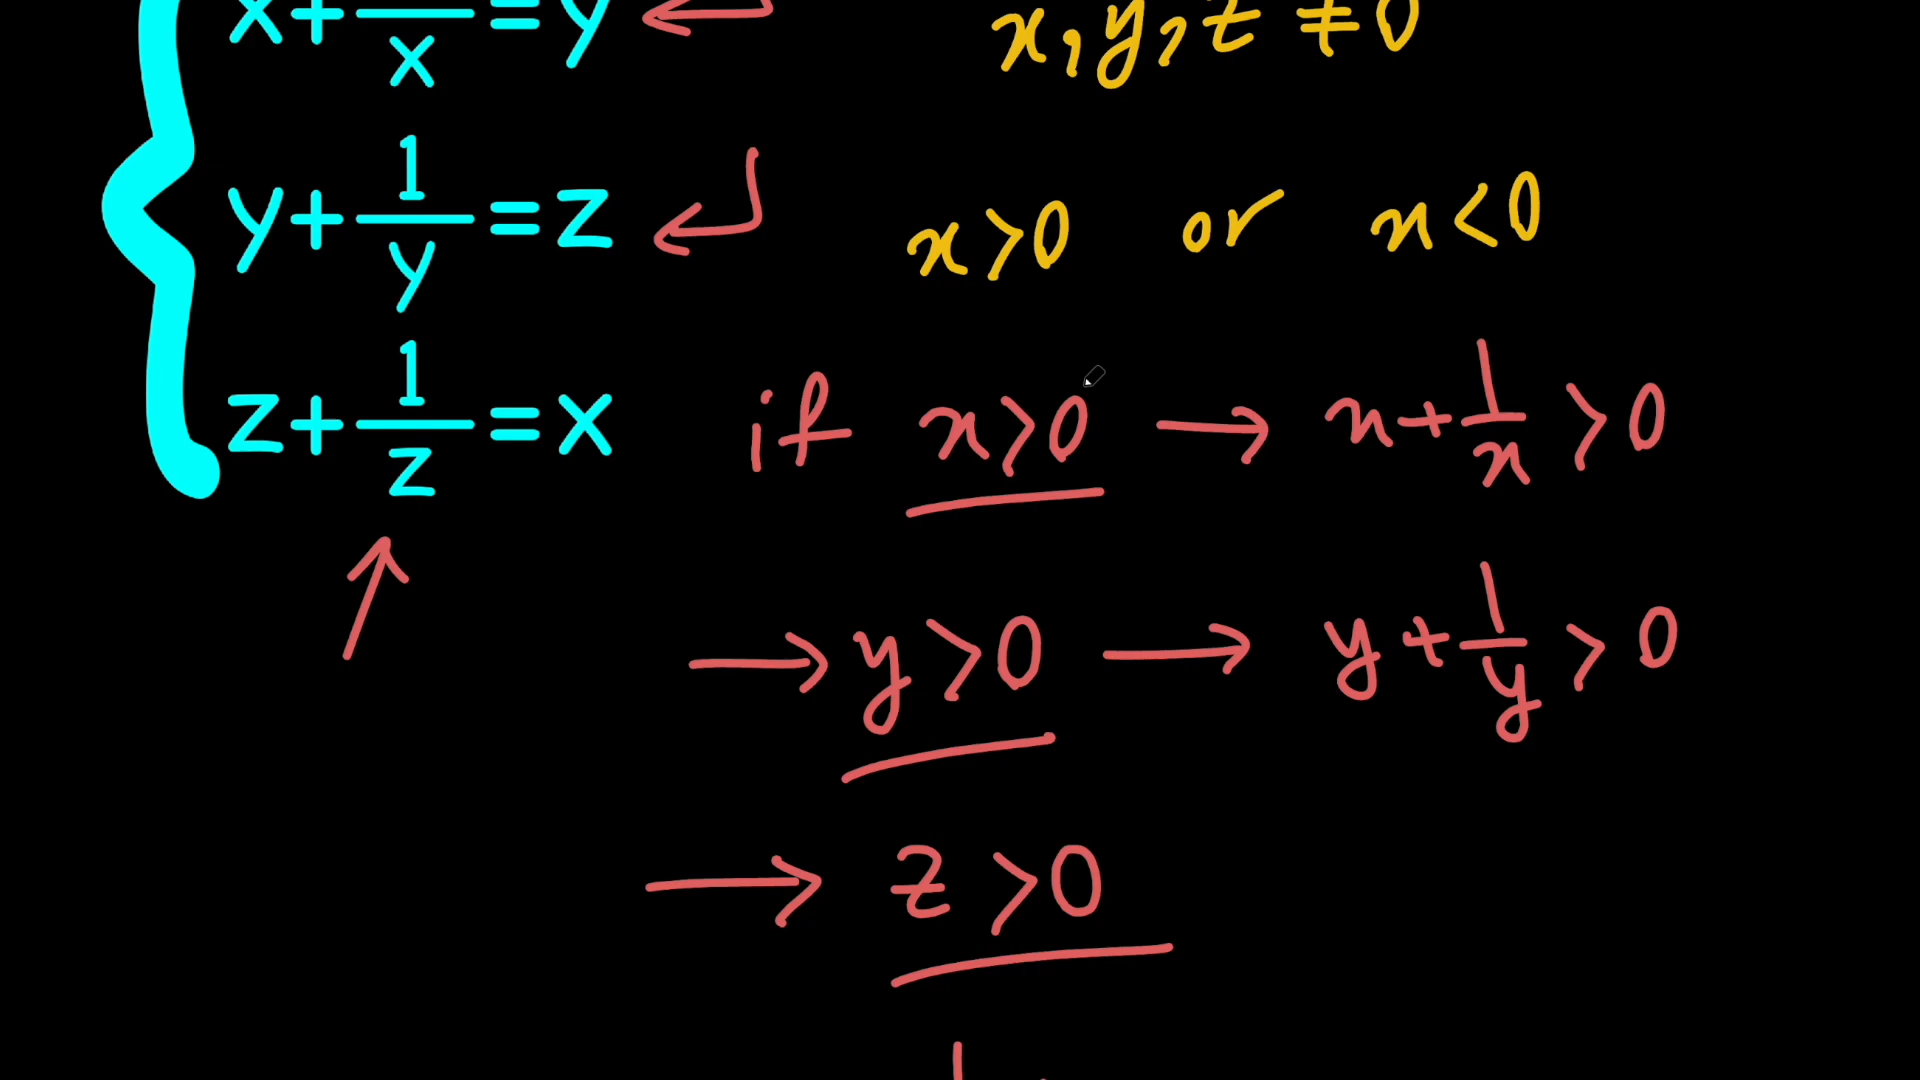 x+1/x=y
x,y,z ≠0
y+1/y=z
x>0 or x<0
z+1/z=x
if x>0 → x+1/x>0
→ y>0 → y+1/y>0
→ z>0